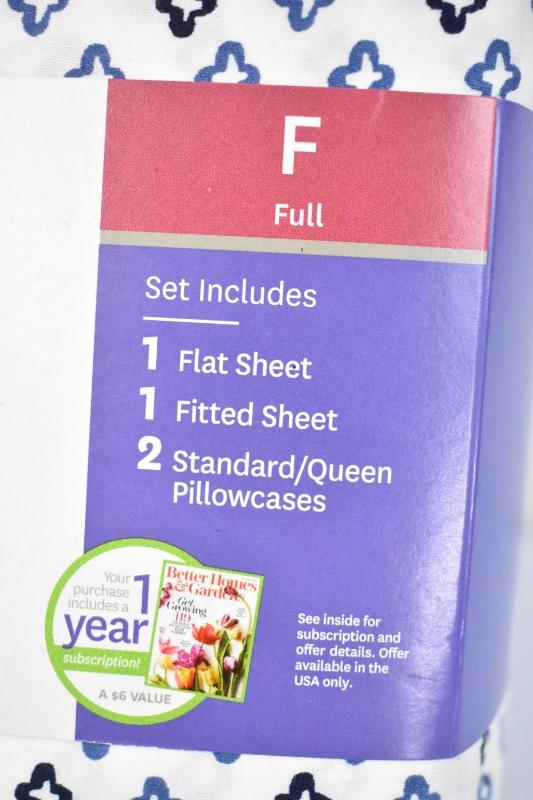 F
Full
Set Includes
1 Flat Sheet
1 Fitted Sheet
2 Standard/Queen
Pillowcases
Your
purchase
includes a
1
year
subscription!
A $6 VALUE
Better Homes
& Gardens
Get
Growing
119
See inside for
subscription and
offer details. Offer
available in the
USA only.